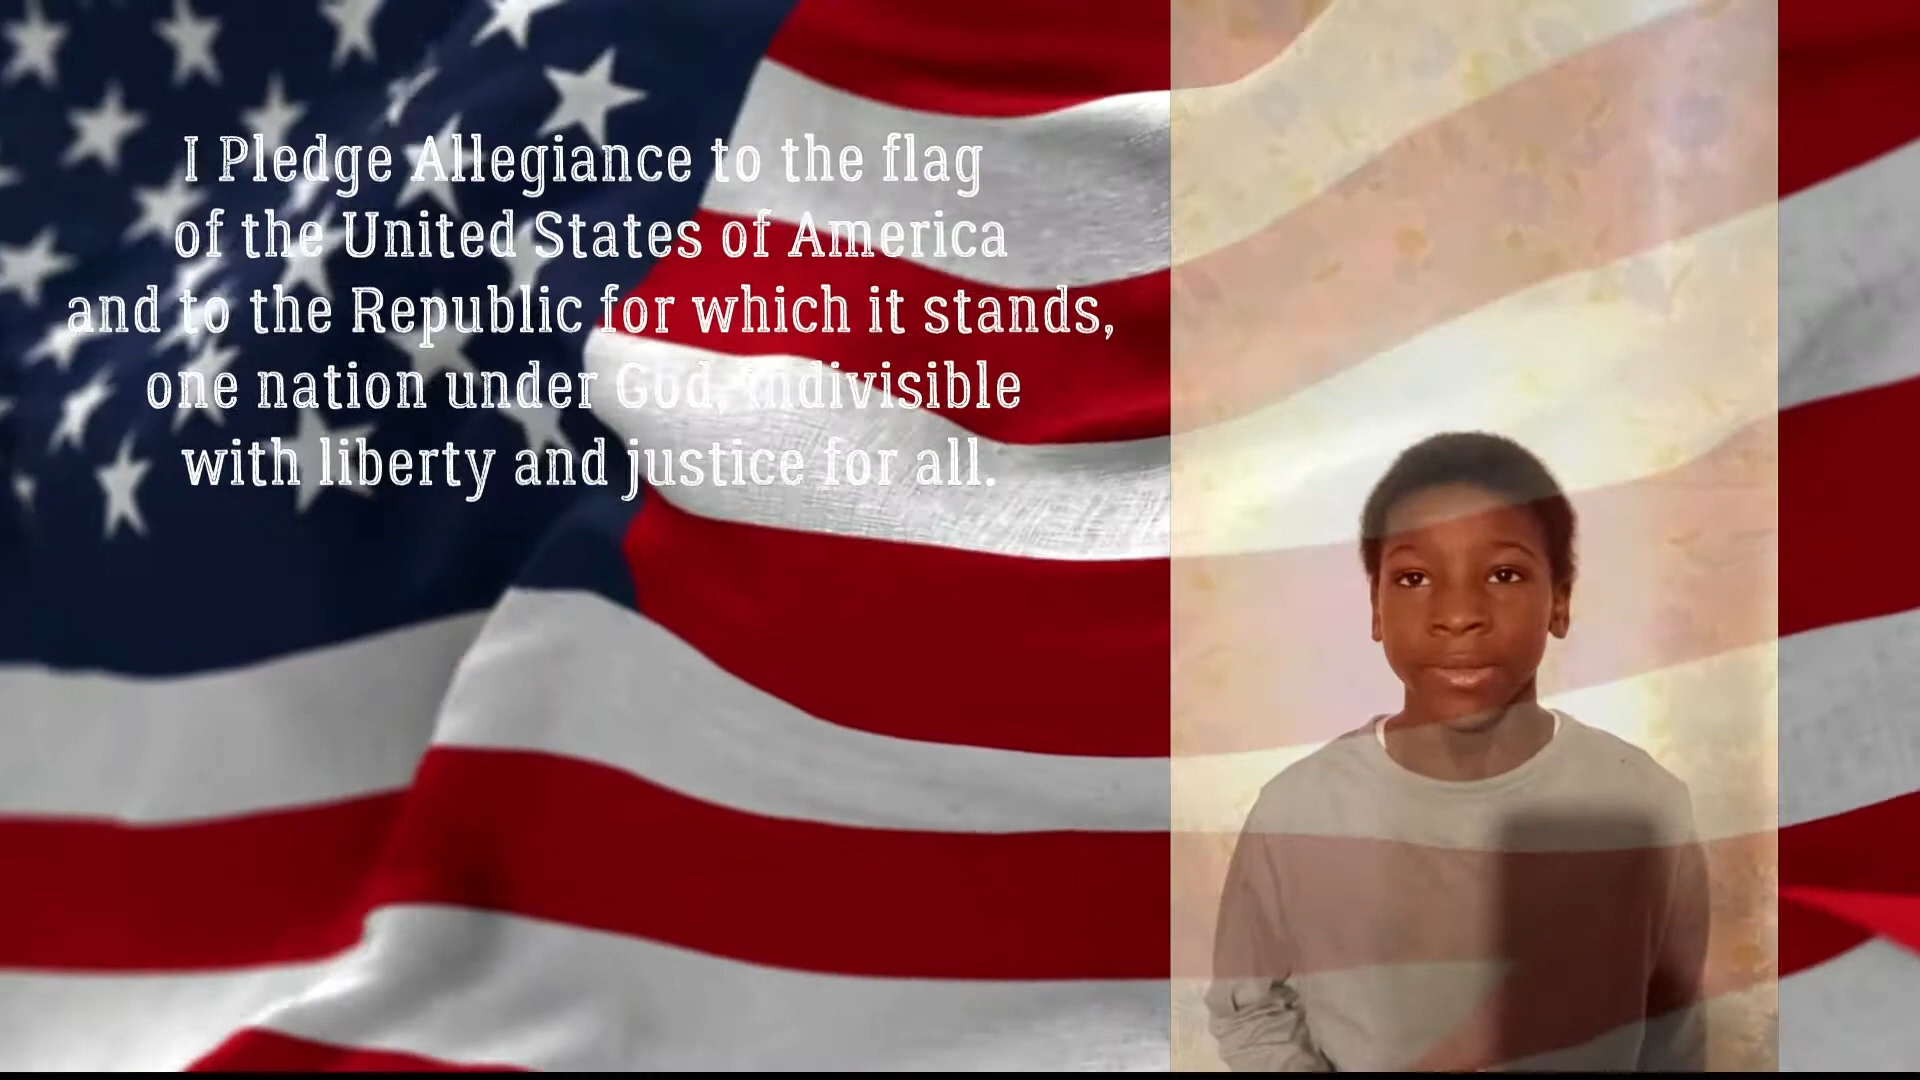 I Pledge Allegiance to the flag
of the United States of America
and to the Republic for which it stands,
one nation under God, indivisible
with liberty and justice for all.